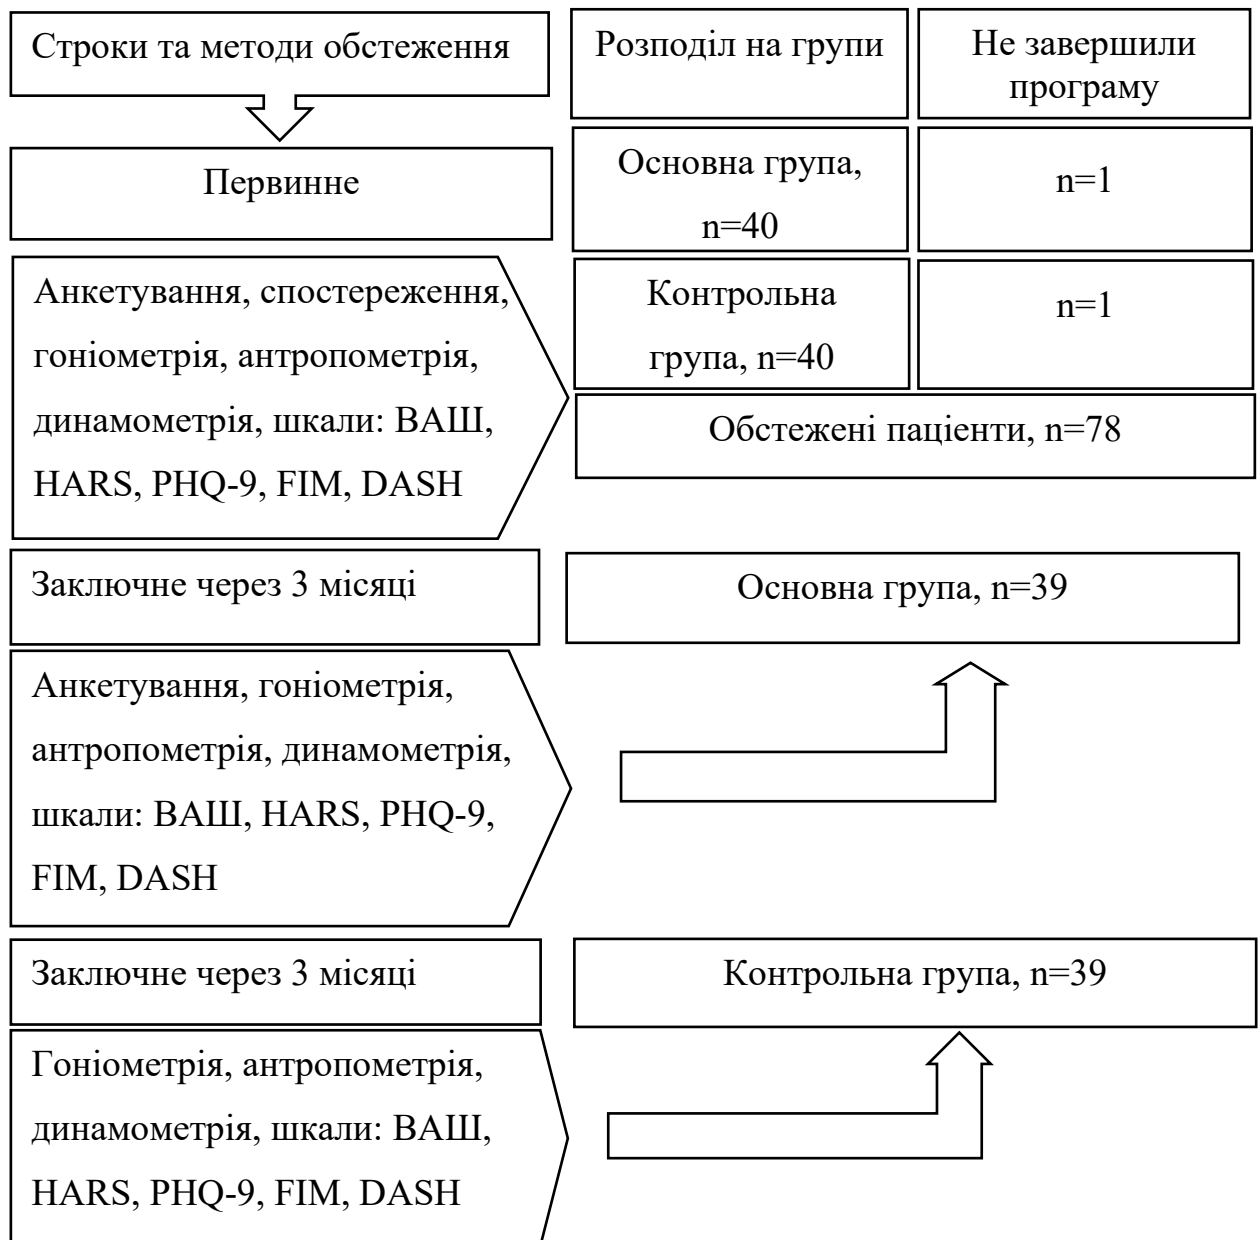 Строки та методи обстеження
Розподіл на групи
Не завершили
програму
Первинне
Основна група,
n=40
n=1
Анкетування, спостереження,
гоніометрія, антропометрія,
динамометрія, шкали: ВАШ,
HARS, PHQ-9, FIM, DASH
Контрольна
група, n=40
n=1
Обстежені пацієнти, n=78
Заключне через 3 місяці
Основна група, n=39
Анкетування, гоніометрія,
антропометрія, динамометрія,
шкали: ВАШ, HARS, PHQ-9,
FIM, DASH
Заключне через 3 місяці
Контрольна група, n=39
Гоніометрія, антропометрія,
динамометрія, шкали: ВАШ,
HARS, PHQ-9, FIM, DASH